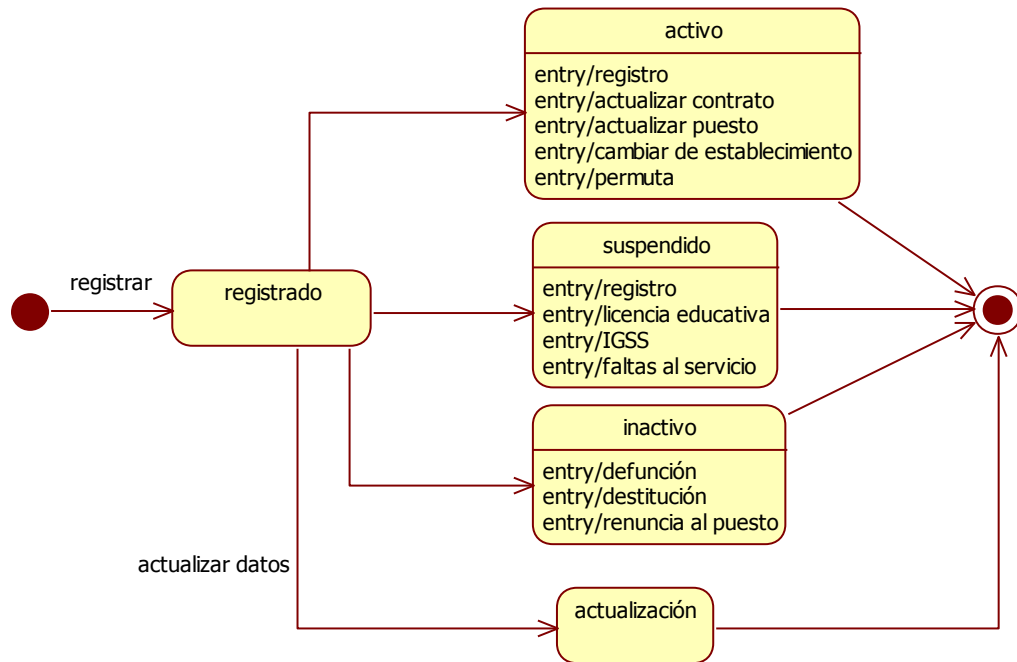 activo
entry/registro
entry/actualizar contrato
entry/actualizar puesto
entry/cambiar de establecimiento
entry/permuta
registrar
registrado
suspendido
entry/registro
entry/licencia educativa
entry/IGSS
entry/faltas al servicio
inactivo
entry/defunción
entry/destitución
entry/renuncia al puesto
actualizar datos
actualización